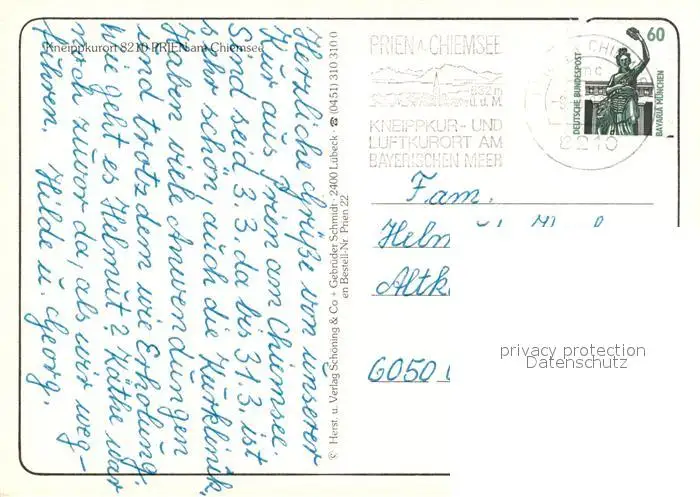 Kneippkurort 8210 PRIEN am Chiemsee
Herzliche Grüße von unserer
Kur aus Prien am Chiemsee.
Sind seid 3.3. da bis 31.3. ist
sehr schön, auch die Kurklinik,
Haben viele Anwendungen
und trotzdem wie Erholung,
wie geht es Helmut? Käthe war
noch zuvor da, als wir weg-
fuhren. Hilde u. Georg.
© Herst. u. Verlag Schöning & Co + Gebrüder Schmidt · 2400 Lübeck · ☎ (0451) 310 310 0
en Bestell-Nr. Prien 22
PRIEN A. CHIEMSEE
532 m
ü. d. M.
KNEIPPKUR- UND
LUFTKURORT AM
BAYERISCHEN MEER
8210
60
DEUTSCHE BUNDESPOST
BAVARIA MÜNCHEN
Fam.
Helm
Altk
6050
privacy protection
Datenschutz